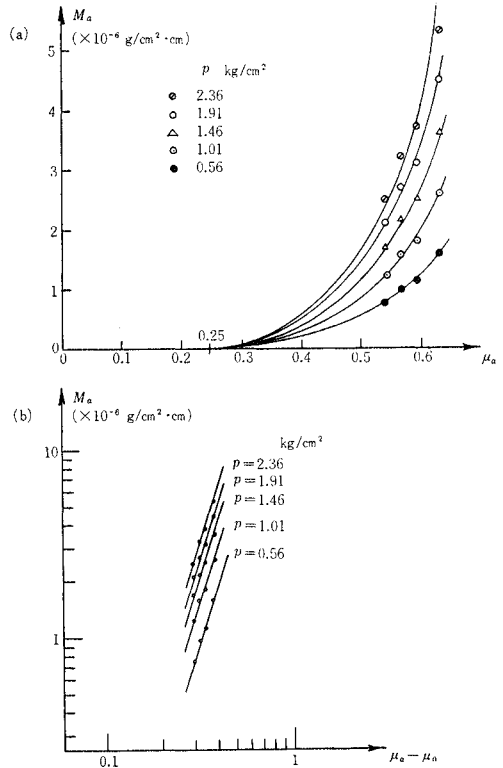 (a)
Mₐ
(×10⁻⁶ g/cm²·cm)
p kg/cm²
2.36
1.91
1.46
1.01
0.56
5
4
3
2
1
0
0.25
0 0.1 0.2 0.3 0.4 0.5 0.6 μₐ
(b)
Mₐ
(×10⁻⁶ g/cm²·cm)
kg/cm²
10
p=2.36
p=1.91
p=1.46
p=1.01
p=0.56
1
0.1 1 μₐ−μ₀